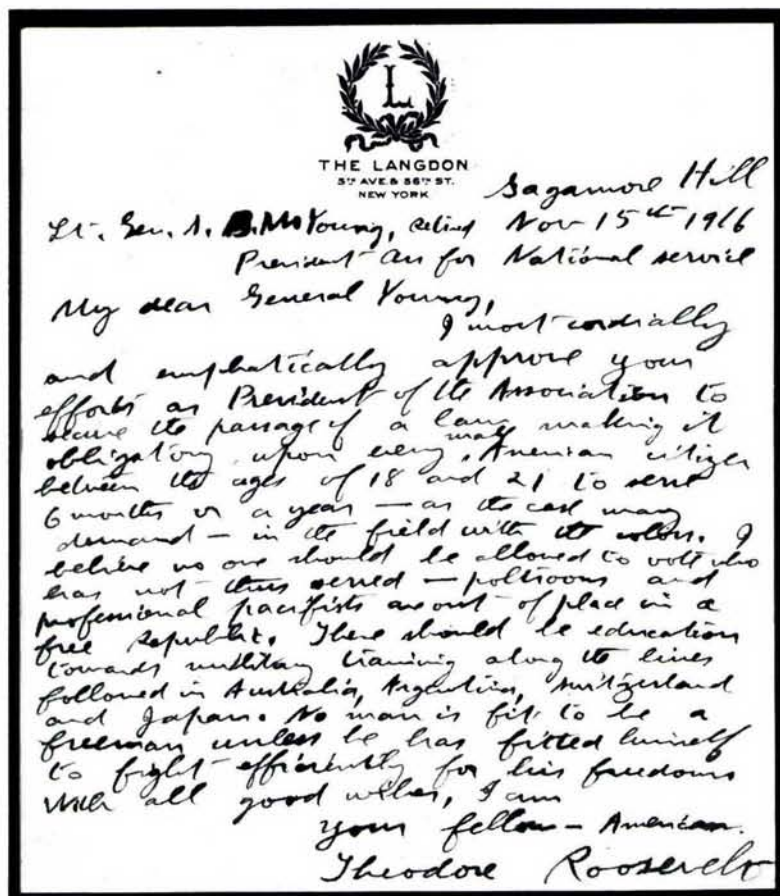 L
THE LANGDON
5TH AVE. & 56TH ST.
NEW YORK
Sagamore Hill
Lt. Gen. S. B. M. Young, retired Nov 15th 1916
President Ass for National service
My dear General Young,
I most cordially
and emphatically approve your
efforts as President of the Association to
secure the passage of a law making it
obligatory upon every male American citizen
between the ages of 18 and 21 to serve
6 months or a year — as the case may
demand — in the field with the colors. I
believe no one should be allowed to vote who
has not thus served — poltroons and
professional pacifists are out of place in a
free Republic. There should be education
towards military training along the lines
followed in Australia, Argentina, Switzerland
and Japan. No man is fit to be a
freeman unless he has fitted himself
to fight efficiently for his freedom
With all good wishes, I am
your fellow-American.
Theodore Roosevelt